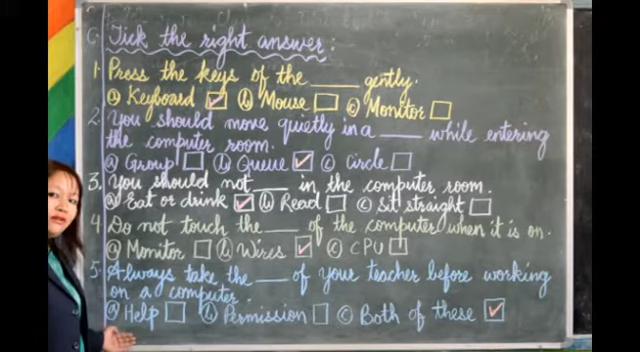 C. Tick the right answer:
1. Press the keys of the ____ gently.
a Keyboard ☑ b Mouse ☐ c Monitor ☐
2. You should move quietly in a ____ while entering
the computer room.
a Group ☐ b Queue ☑ c Circle ☐
3. You should not ____ in the computer room.
a Eat or drink ☑ b Read ☐ c Sit straight ☐
4 Do not touch the ____ of the computer when it is on.
a Monitor ☐ b Wires ☑ c CPU ☐
5. Always take the ____ of your teacher before working
on a computer.
a Help ☐ b Permission ☐ c Both of these ☑